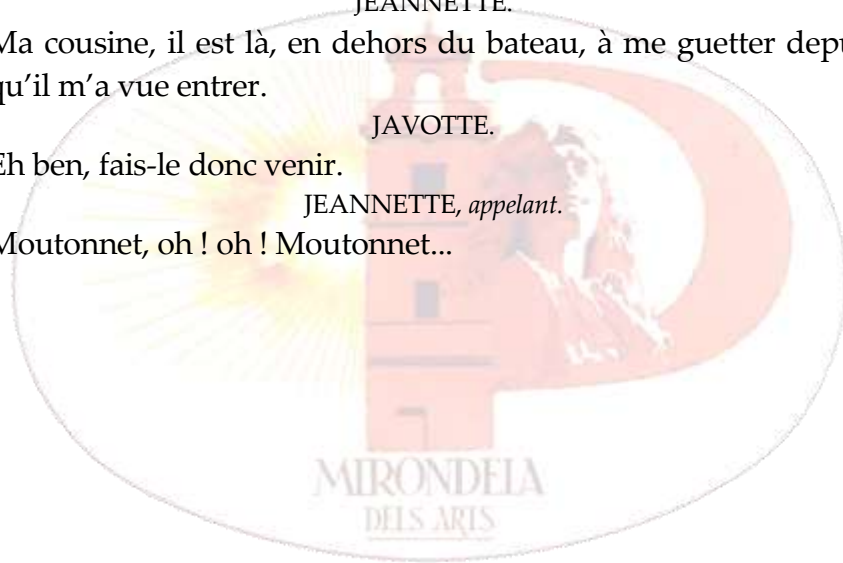 JEANNETTE.
Ma cousine, il est là, en dehors du bateau, à me guetter
qu'il m'a vue entrer.
JAVOTTE.
Eh ben, fais-le donc venir.
JEANNETTE, appelant.
Moutonnet, oh ! oh ! Moutonnet...
MIRONDELA
DELS ARTS